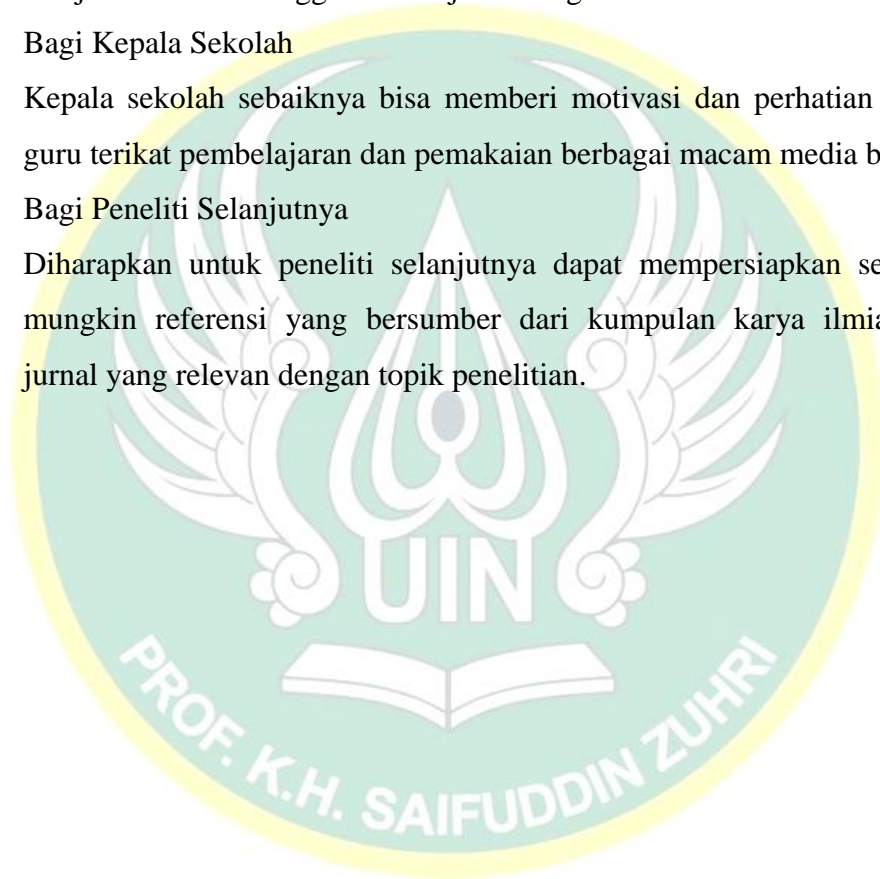 Bagi Kepala Sekolah
Kepala sekolah sebaiknya bisa memberi motivasi dan perhatian
guru terikat pembelajaran dan pemakaian berbagai macam media
Bagi Peneliti Selanjutnya
Diharapkan untuk peneliti selanjutnya dapat mempersiapkan
mungkin referensi yang bersumber dari kumpulan karya
jurnal yang relevan dengan topik penelitian.
UIN
PROF. K.H. SAIFUDDIN ZUHRI